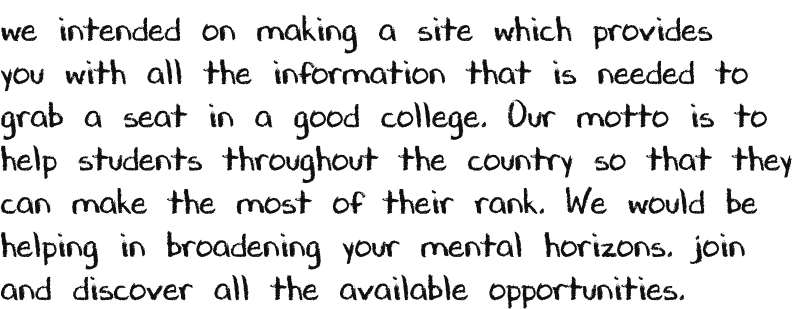 we intended on making a site which provides
you with all the information that is needed to
grab a seat in a good college. Our motto is to
help students throughout the country so that they
can make the most of their rank. We would be
helping in broadening your mental horizons. join
and discover all the available opportunities.